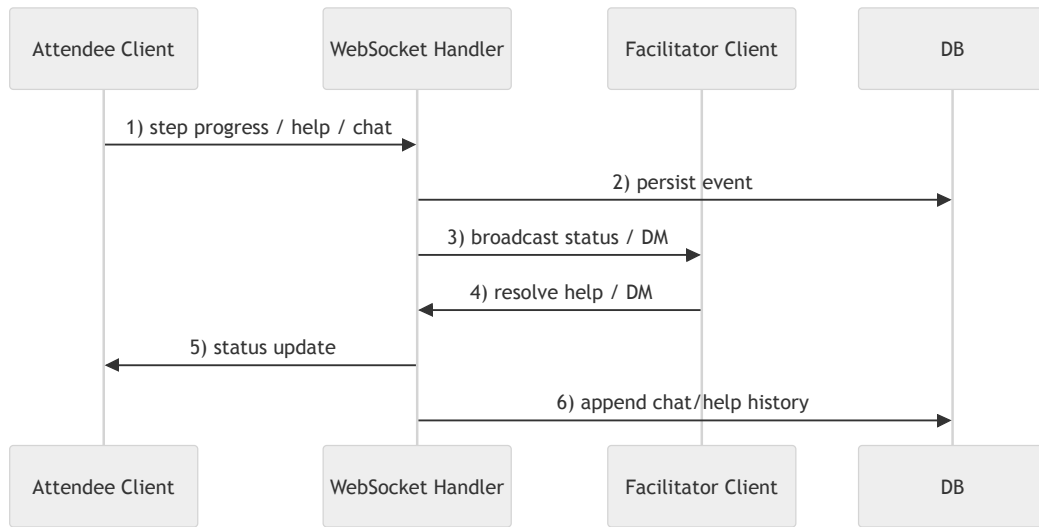 Attendee Client
WebSocket Handler
Facilitator Client
DB
1) step progress / help / chat
2) persist event
3) broadcast status / DM
4) resolve help / DM
5) status update
6) append chat/help history
Attendee Client
WebSocket Handler
Facilitator Client
DB